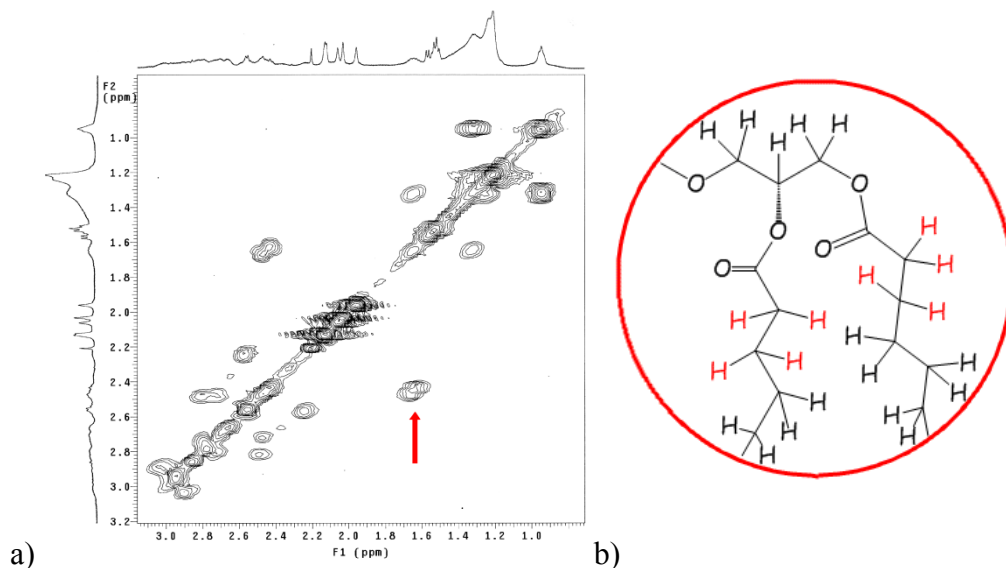 F2
(ppm)
1.0
1.2
1.4
1.6
1.8
2.0
2.2
2.4
2.6
2.8
3.0
3.2
3.0 2.8 2.6 2.4 2.2 2.0 1.8 1.6 1.4 1.2 1.0
F1 (ppm)
a)
H H H H H
O O
O O
O H H
H H
H H H
H H H H
H H H
H H
b)